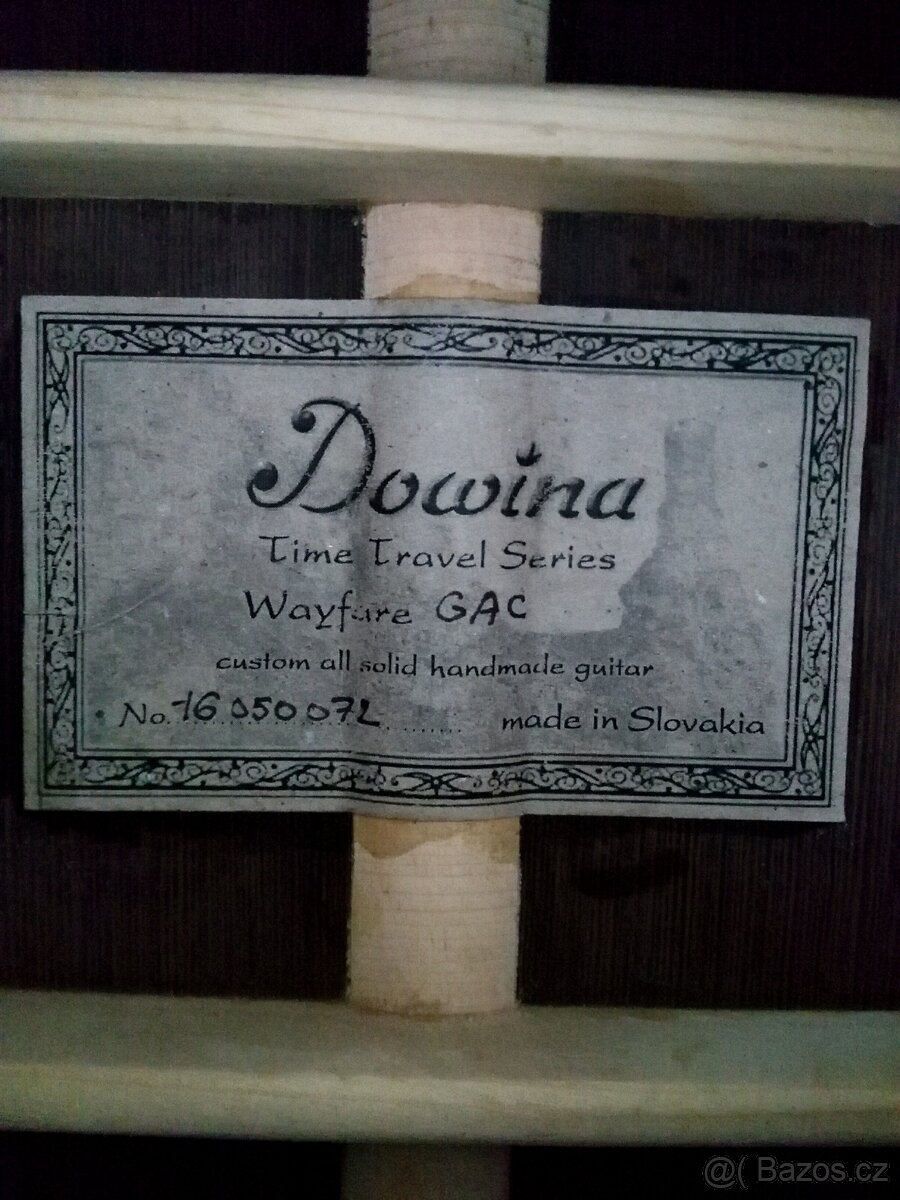 Dowina
Time Travel Series
Wayfare GAC
custom all solid handmade guitar
No. 16 050 072 ......... made in Slovakia
@( Bazos.cz